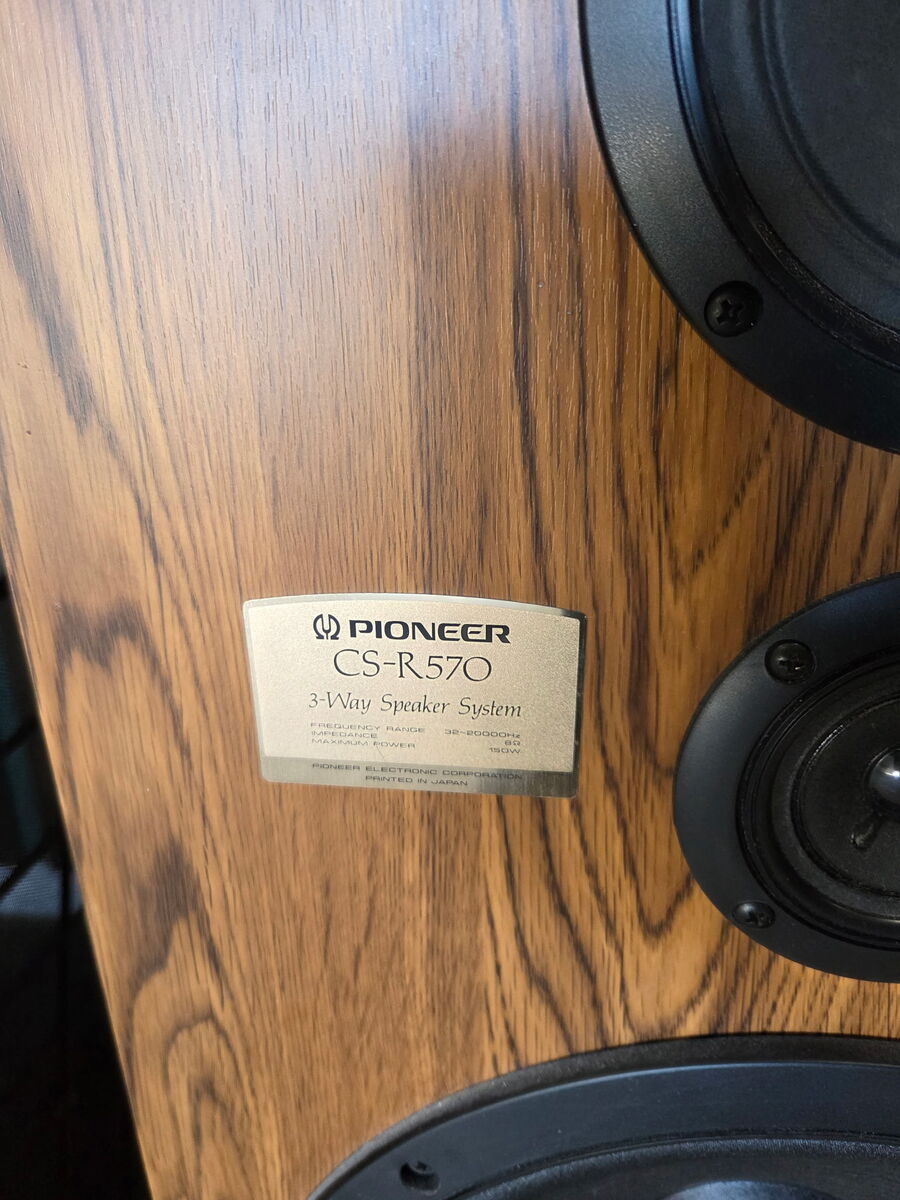 PIONEER
CS-R570
3-Way Speaker System
FREQUENCY RANGE 32~20000Hz
IMPEDANCE 8Ω
MAXIMUM POWER 150W
PIONEER ELECTRONIC CORPORATION
PRINTED IN JAPAN